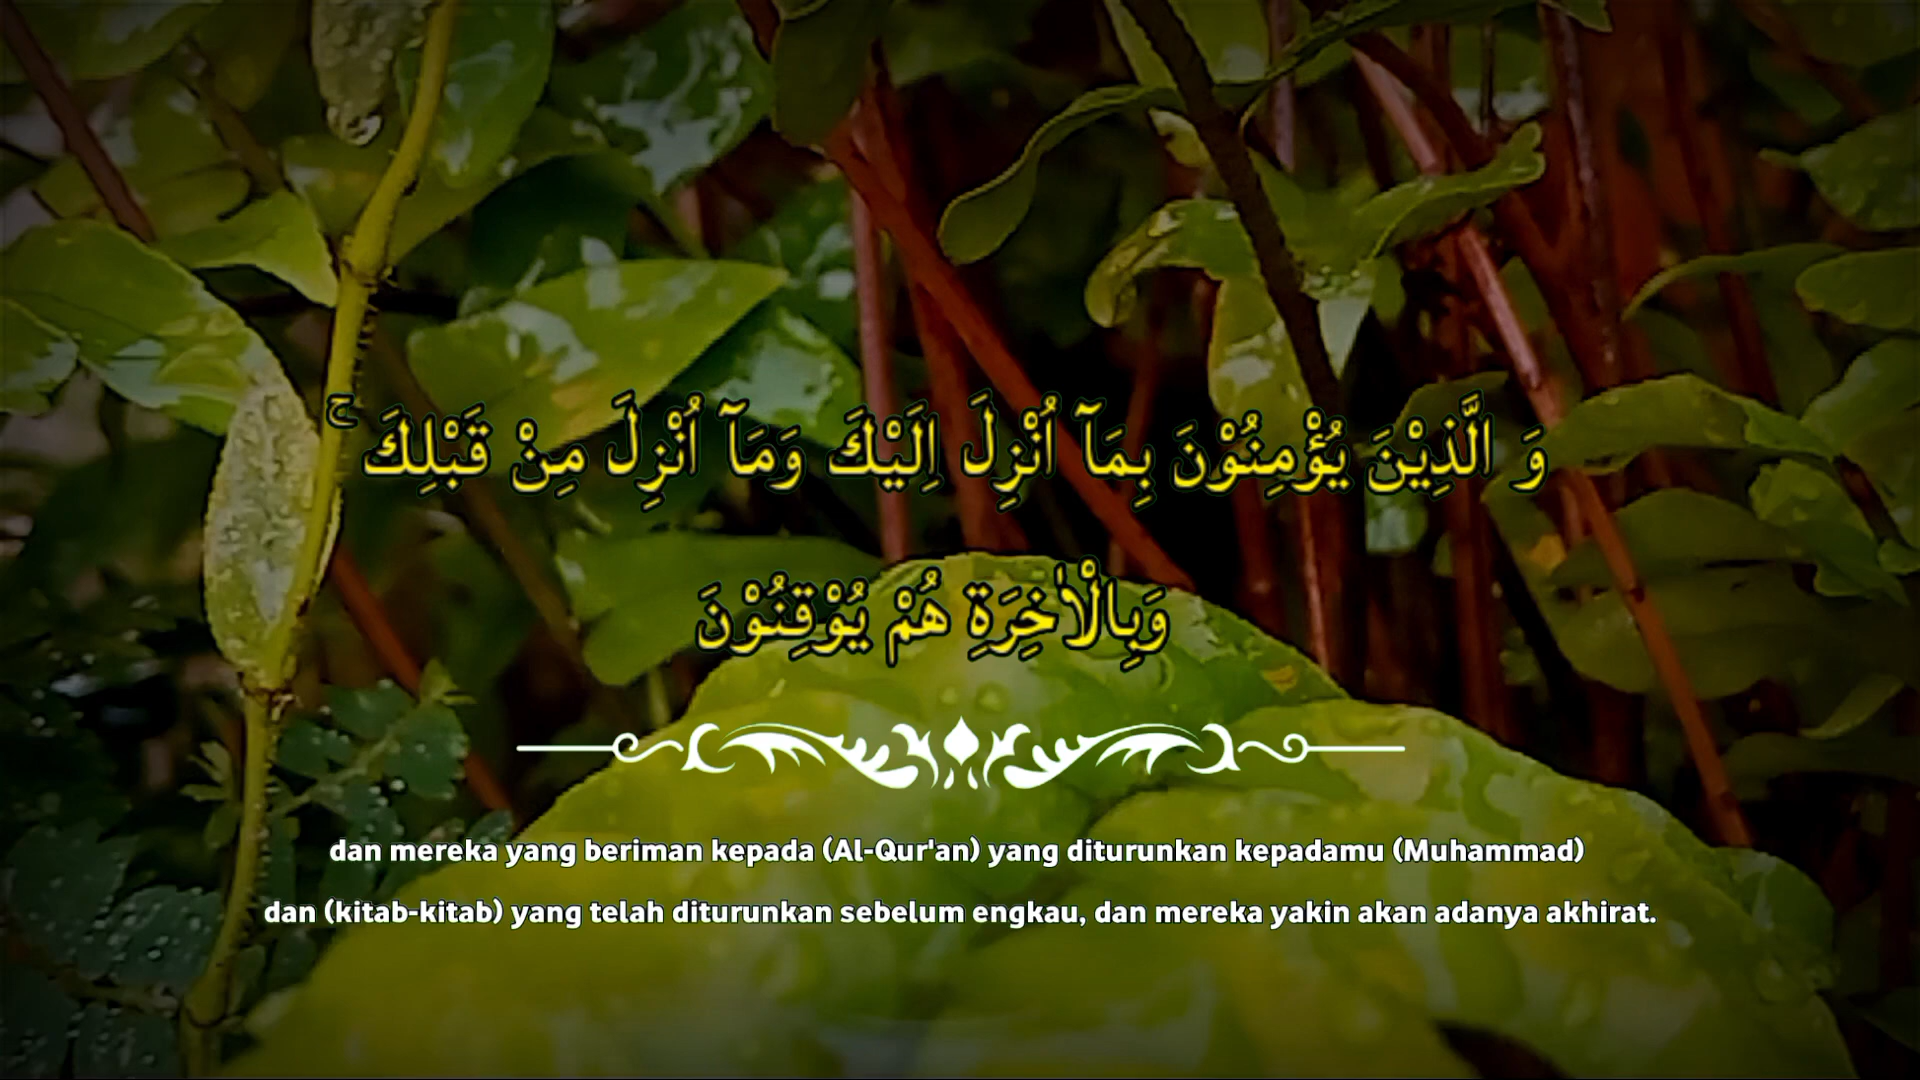 وَ الَّذِيْنَ يُؤْمِنُوْنَ بِمَآ اُنْزِلَ اِلَيْكَ وَمَآ اُنْزِلَ مِنْ قَبْلِكَ ۚ
وَبِالْاٰخِرَةِ هُمْ يُوْقِنُوْنَ
dan mereka yang beriman kepada (Al-Qur'an) yang diturunkan kepadamu (Muhammad)
dan (kitab-kitab) yang telah diturunkan sebelum engkau, dan mereka yakin akan adanya akhirat.